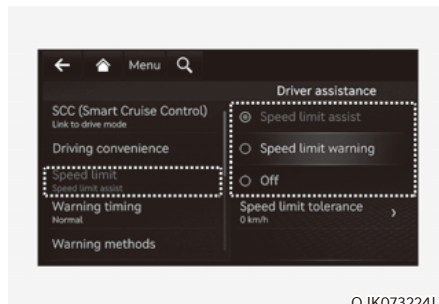 Menu
Driver assistance
SCC (Smart Cruise Control)
Link to drive mode
Driving convenience
Speed limit
Speed limit assist
Warning timing
Normal
Warning methods
Speed limit assist
Speed limit warning
Off
Speed limit tolerance
0 km/h